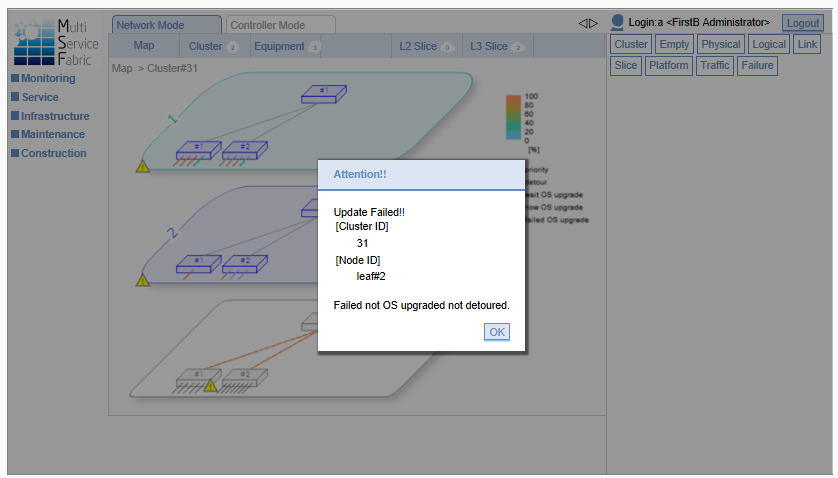 Multi
Service
Fabric
Monitoring
Service
Infrastructure
Maintenance
Construction
Network Mode
Controller Mode
Map
Cluster 2
Equipment 3
L2 Slice 0
L3 Slice 2
Map > Cluster#31
1
#1
#1
#2
2
#1
#2
#1
#2
100
80
60
40
20
0
[%]
priority
detour
wait OS upgrade
now OS upgrade
failed OS upgrade
Attention!!
Update Failed!!
[Cluster ID]
31
[Node ID]
leaf#2
Failed not OS upgraded not detoured.
OK
Login:a <FirstB Administrator>
Logout
Cluster
Empty
Physical
Logical
Link
Slice
Platform
Traffic
Failure